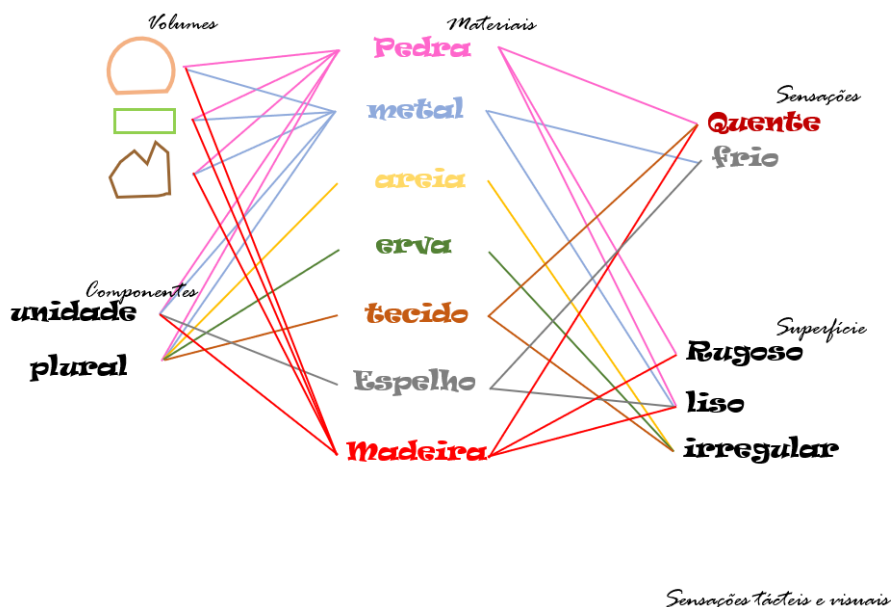 Volumes
Materiais
Pedra
metal
Sensações
Quente
frio
areia
erva
Componentes
unidade
tecido
Superfície
Rugoso
plural
Espelho
liso
Madeira
irregular
Sensações tácteis e visuais